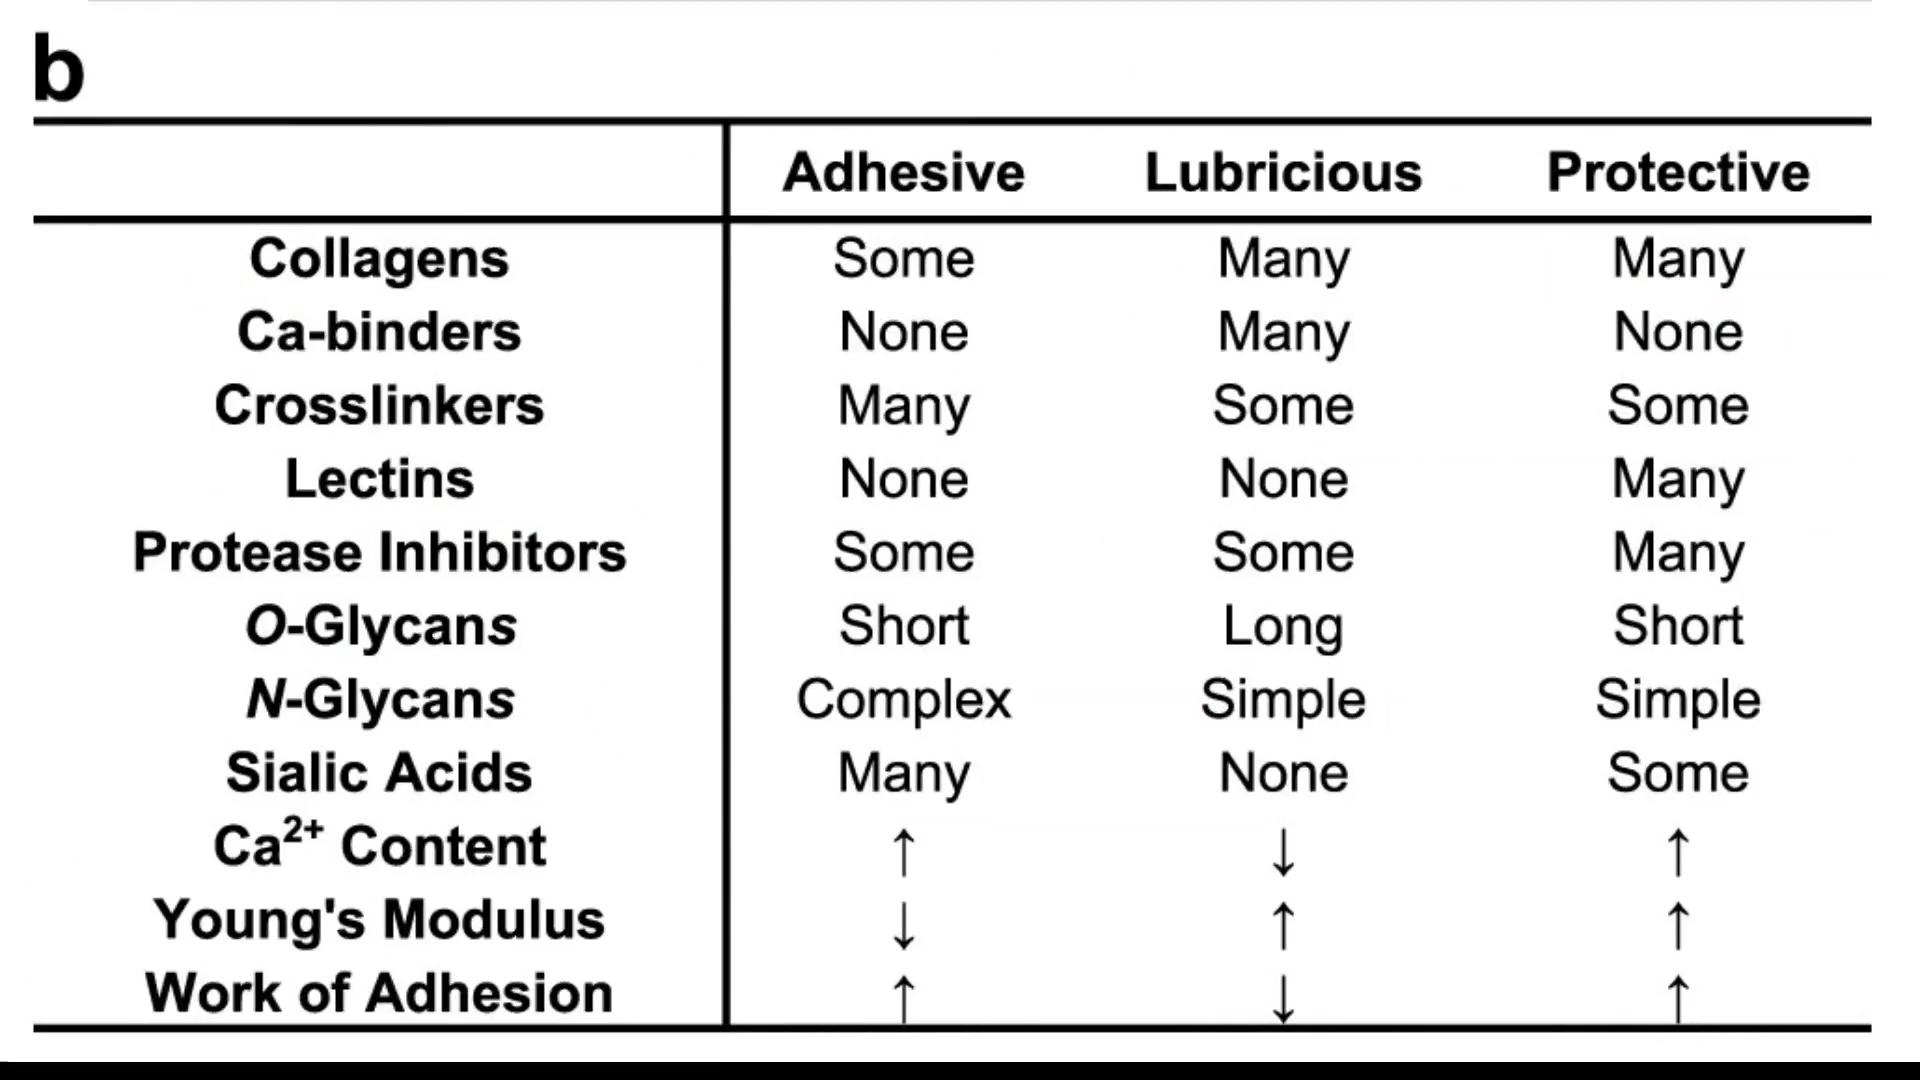 b
Adhesive Lubricious Protective
Collagens Some Many Many
Ca-binders None Many None
Crosslinkers Many Some Some
Lectins None None Many
Protease Inhibitors Some Some Many
O-Glycans Short Long Short
N-Glycans Complex Simple Simple
Sialic Acids Many None Some
Ca²⁺ Content ↑ ↓ ↑
Young's Modulus ↓ ↑ ↑
Work of Adhesion ↑ ↓ ↑